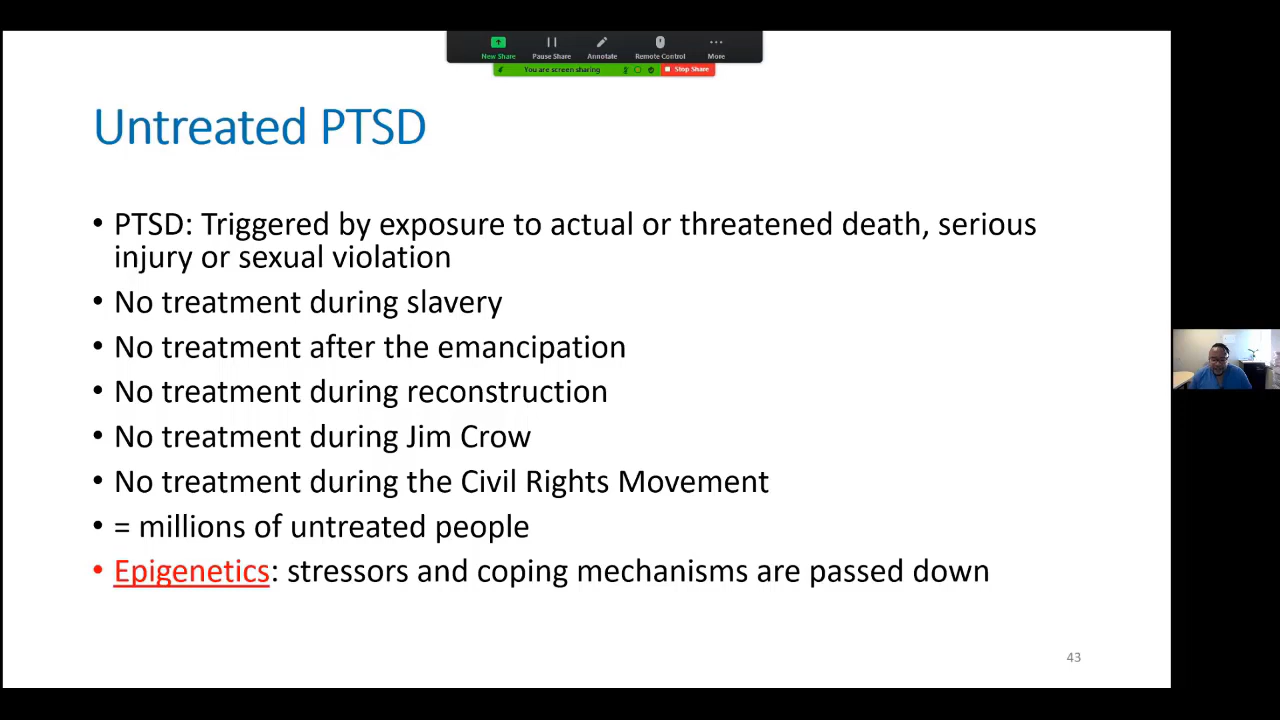 New Share
Pause Share
Annotate
Remote Control
More
You are screen sharing
Stop Share
Untreated PTSD
• PTSD: Triggered by exposure to actual or threatened death, serious
injury or sexual violation
• No treatment during slavery
• No treatment after the emancipation
• No treatment during reconstruction
• No treatment during Jim Crow
• No treatment during the Civil Rights Movement
• = millions of untreated people
• Epigenetics: stressors and coping mechanisms are passed down
43